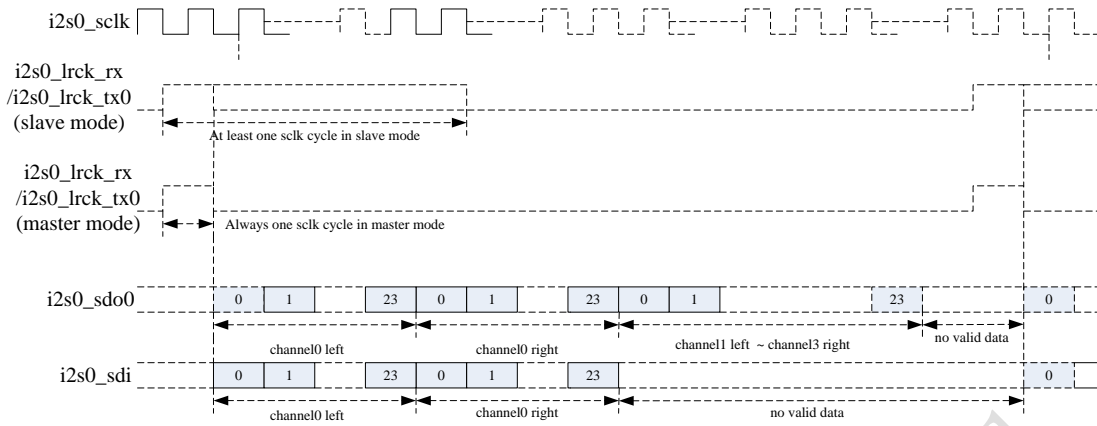 i2s0_sclk
i2s0_lrck_rx
/i2s0_lrck_tx0
(slave mode)
At least one sclk cycle in slave mode
i2s0_lrck_rx
/i2s0_lrck_tx0
(master mode)
Always one sclk cycle in master mode
i2s0_sdo0
0 1 23 0 1 23 0 1 23 0
channel0 left channel0 right channel1 left ~ channel3 right no valid data
i2s0_sdi
0 1 23 0 1 23 0
channel0 left channel0 right no valid data